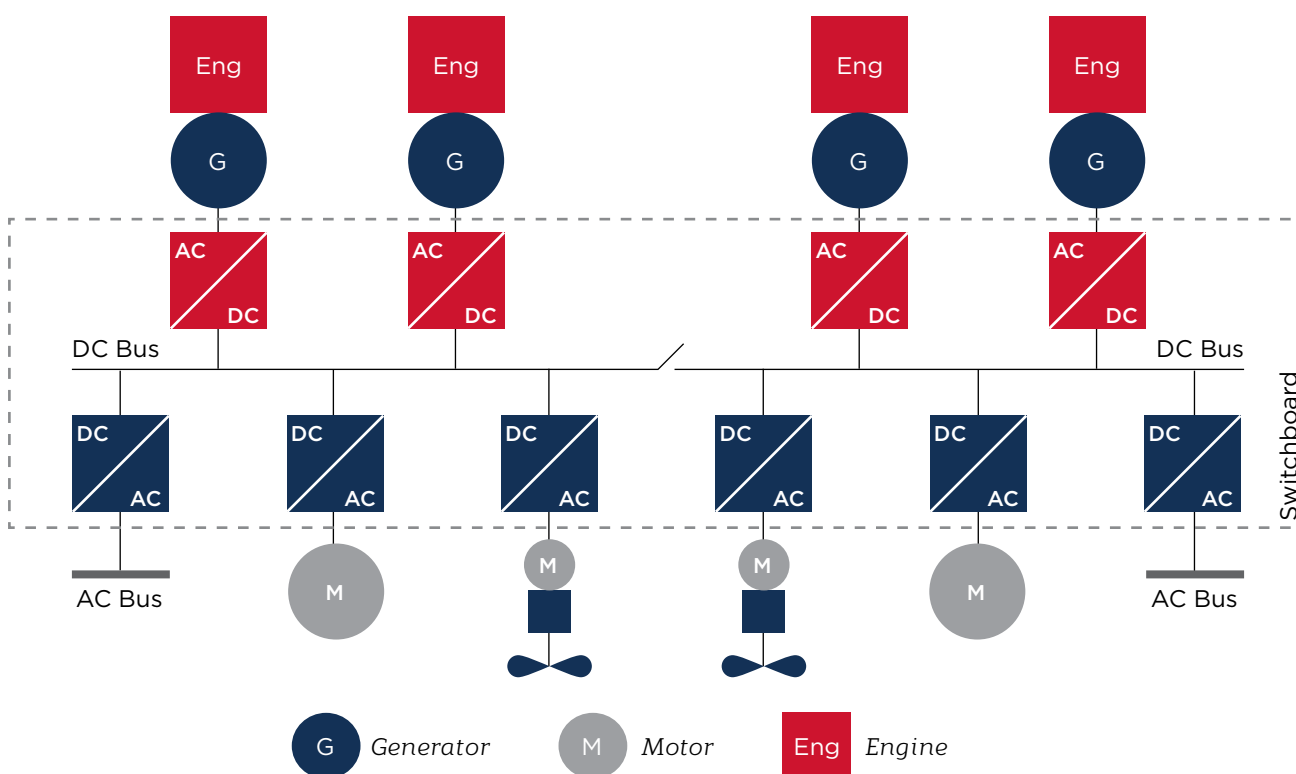 Eng Eng Eng Eng
G G G G
AC AC AC AC
DC DC DC DC
DC Bus DC Bus
DC DC DC DC DC DC
AC AC AC AC AC AC
Switchboard
M M M M
AC Bus AC Bus
G Generator M Motor Eng Engine